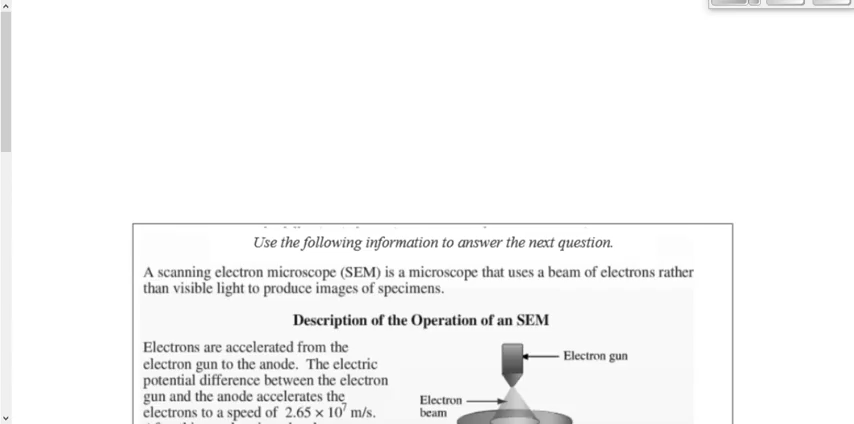 Use the following information to answer the next question.
A scanning electron microscope (SEM) is a microscope that uses a beam of electrons rather
than visible light to produce images of specimens.
Description of the Operation of an SEM
Electrons are accelerated from the
electron gun to the anode. The electric
potential difference between the electron
gun and the anode accelerates the
electrons to a speed of 2.65 × 10⁷ m/s.
Electron gun
Electron
beam